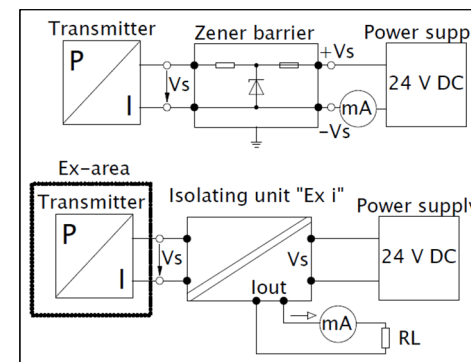 Transmitter
Zener barrier
Power supp
P
I
Vs
+Vs
mA
-Vs
24 V DC
Ex-area
Transmitter
Isolating unit "Ex i"
Power supply
P
I
Vs
Vs
24 V DC
Iout
mA
RL